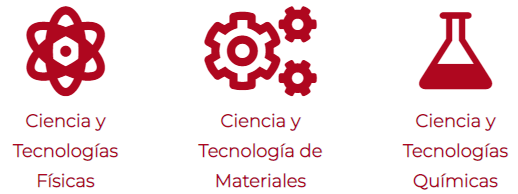 Ciencia y
Tecnologías
Físicas
Ciencia y
Tecnología de
Materiales
Ciencia y
Tecnologías
Químicas